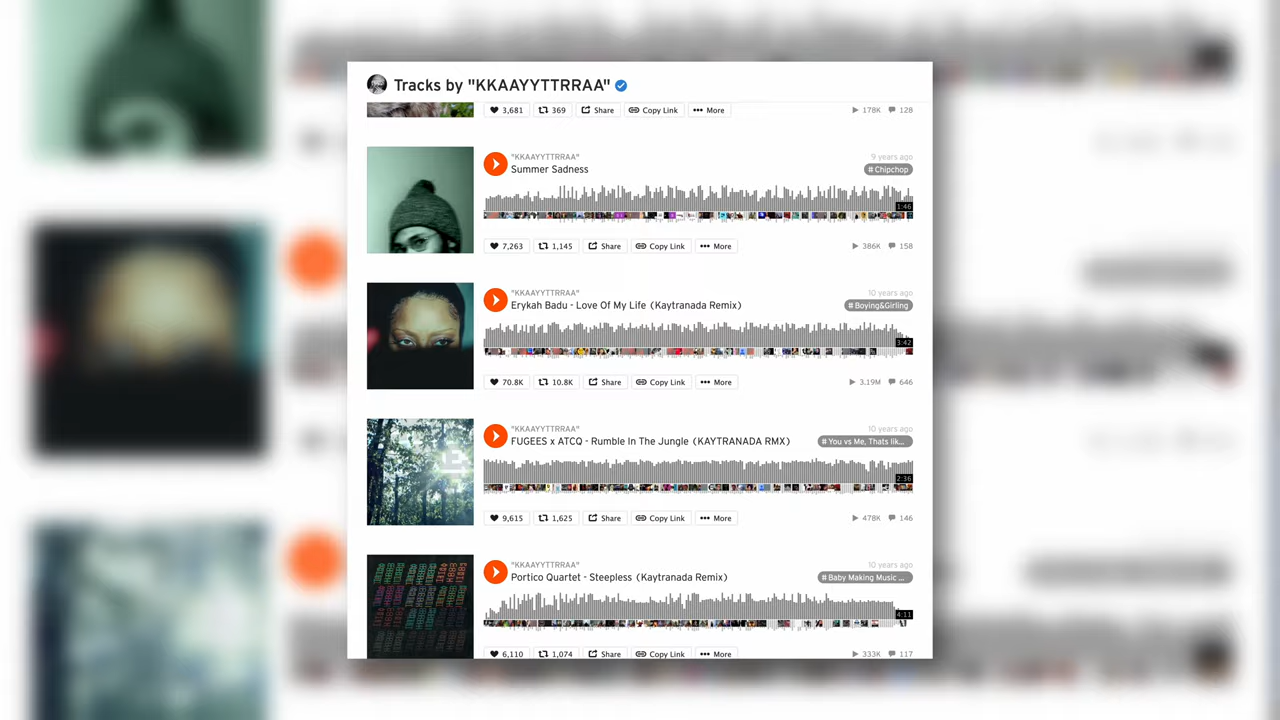 Tracks by "KKAAYYTTRRAA"
3,681 369 Share Copy Link More 178K 128
"KKAAYYTTRRAA" 9 years ago
Summer Sadness # Chipchop
1:46
7,263 1,145 Share Copy Link More 386K 158
"KKAAYYTTRRAA" 10 years ago
Erykah Badu - Love Of My Life (Kaytranada Remix) # Boying&Girling
3:42
70.8K 10.8K Share Copy Link More 3.19M 646
"KKAAYYTTRRAA" 10 years ago
FUGEES x ATCQ - Rumble In The Jungle (KAYTRANADA RMX) # You vs Me, Thats lik...
2:36
9,615 1,625 Share Copy Link More 478K 146
"KKAAYYTTRRAA" 10 years ago
Portico Quartet - Steepless (Kaytranada Remix) # Baby Making Music ...
4:11
6,110 1,074 Share Copy Link More 333K 117